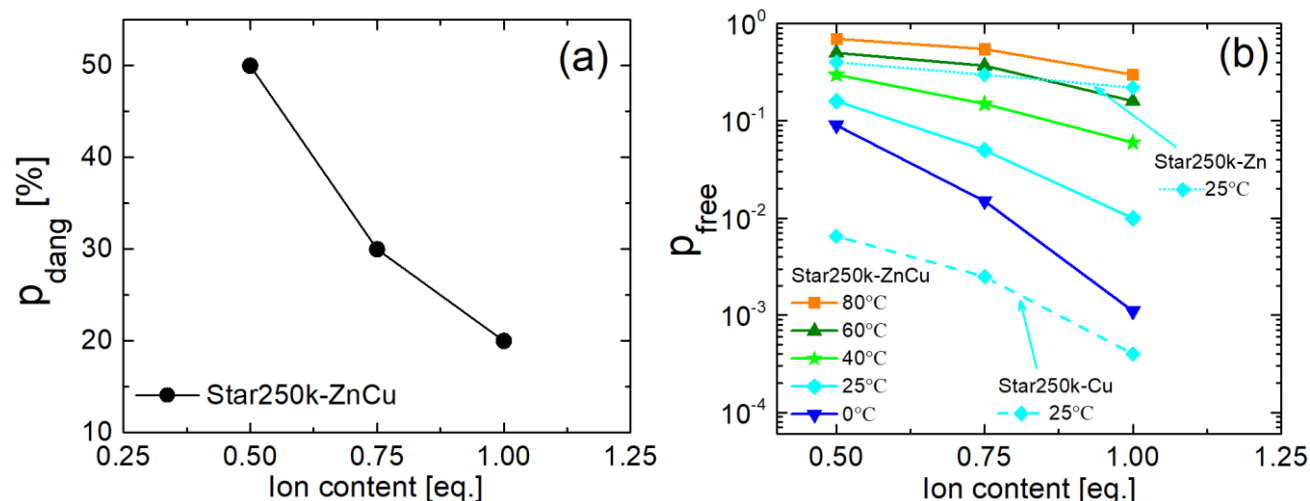 (a)
50
40
30
20
10
p_dang [%]
Star250k-ZnCu
0.25 0.50 0.75 1.00 1.25
Ion content [eq.]
(b)
10^0
10^-1
10^-2
10^-3
10^-4
p_free
Star250k-Zn
25°C
Star250k-ZnCu
80°C
60°C
40°C
25°C
0°C
Star250k-Cu
25°C
0.50 0.75 1.00 1.25
Ion content [eq.]